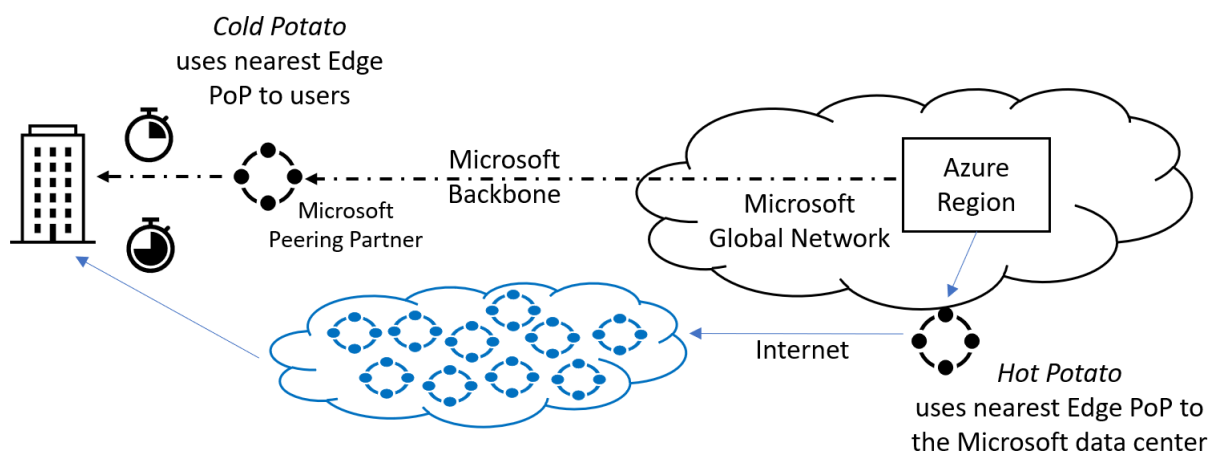 Cold Potato
uses nearest Edge
PoP to users
Microsoft
Backbone
Microsoft
Peering Partner
Azure
Region
Microsoft
Global Network
Internet
Hot Potato
uses nearest Edge PoP to
the Microsoft data center